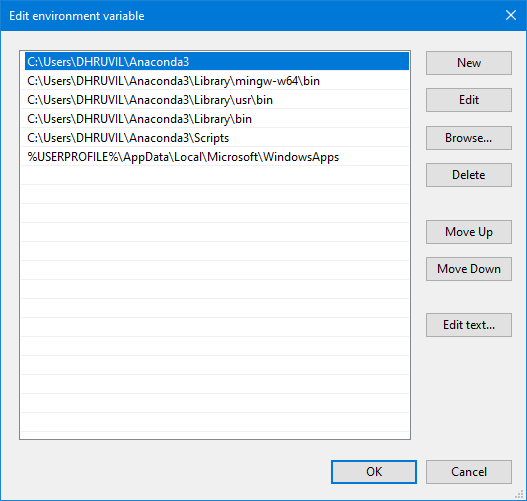 Edit environment variable
C:\Users\DHRUVIL\Anaconda3
C:\Users\DHRUVIL\Anaconda3\Library\mingw-w64\bin
C:\Users\DHRUVIL\Anaconda3\Library\usr\bin
C:\Users\DHRUVIL\Anaconda3\Library\bin
C:\Users\DHRUVIL\Anaconda3\Scripts
%USERPROFILE%\AppData\Local\Microsoft\WindowsApps
New
Edit
Browse...
Delete
Move Up
Move Down
Edit text...
OK
Cancel